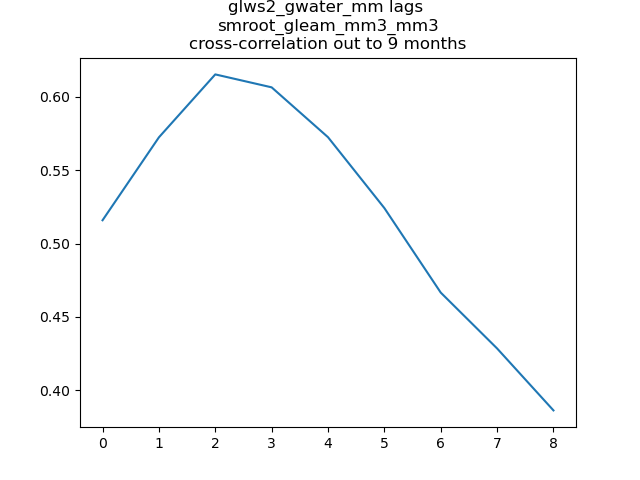 glws2_gwater_mm lags
smroot_gleam_mm3_mm3
cross-correlation out to 9 months
0.60
0.55
0.50
0.45
0.40
0 1 2 3 4 5 6 7 8